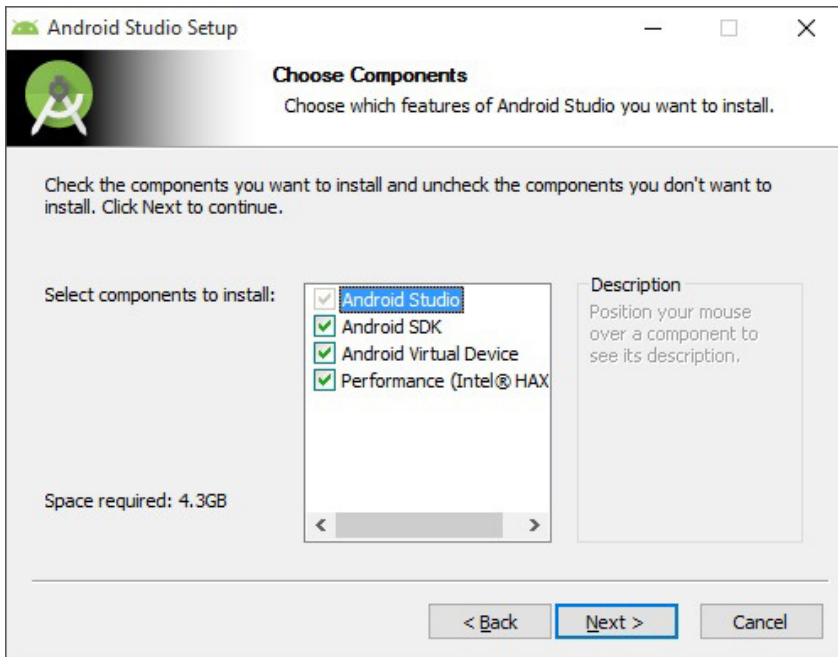 Android Studio Setup
Choose Components
Choose which features of Android Studio you want to install.
Check the components you want to install and uncheck the components you don't want to
install. Click Next to continue.
Select components to install:
Android Studio
Android SDK
Android Virtual Device
Performance (Intel® HAX
Description
Position your mouse
over a component to
see its description.
Space required: 4.3GB
< Back
Next >
Cancel